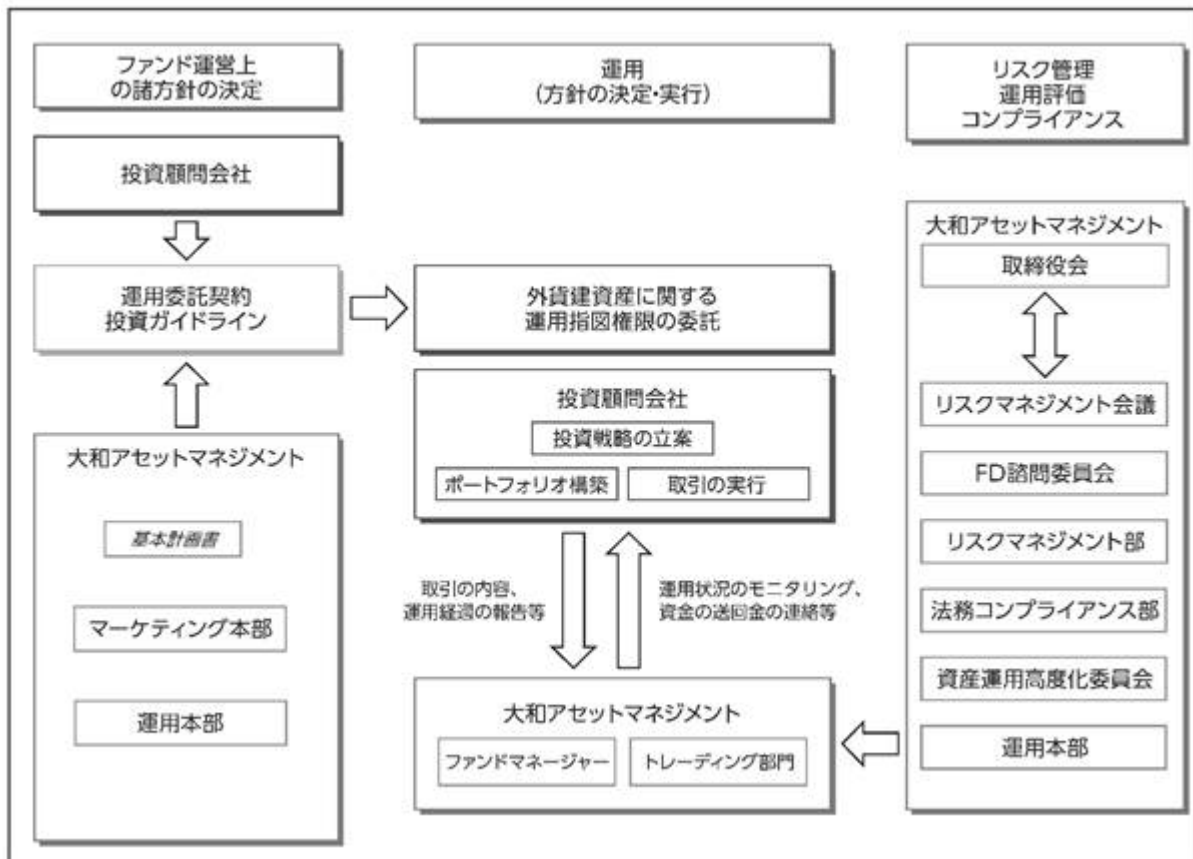 ファンド運営上
の諸方針の決定
運用
(方針の決定・実行)
リスク管理
運用評価
コンプライアンス
投資顧問会社
運用委託契約
投資ガイドライン
外貨建資産に関する
運用指図権限の委託
大和アセットマネジメント
基本計画書
マーケティング本部
運用本部
投資顧問会社
投資戦略の立案
ポートフォリオ構築
取引の実行
取引の内容、
運用経過の報告等
運用状況のモニタリング、
資金の送回金の連絡等
大和アセットマネジメント
ファンドマネージャー
トレーディング部門
大和アセットマネジメント
取締役会
リスクマネジメント会議
FD諮問委員会
リスクマネジメント部
法務コンプライアンス部
資産運用高度化委員会
運用本部